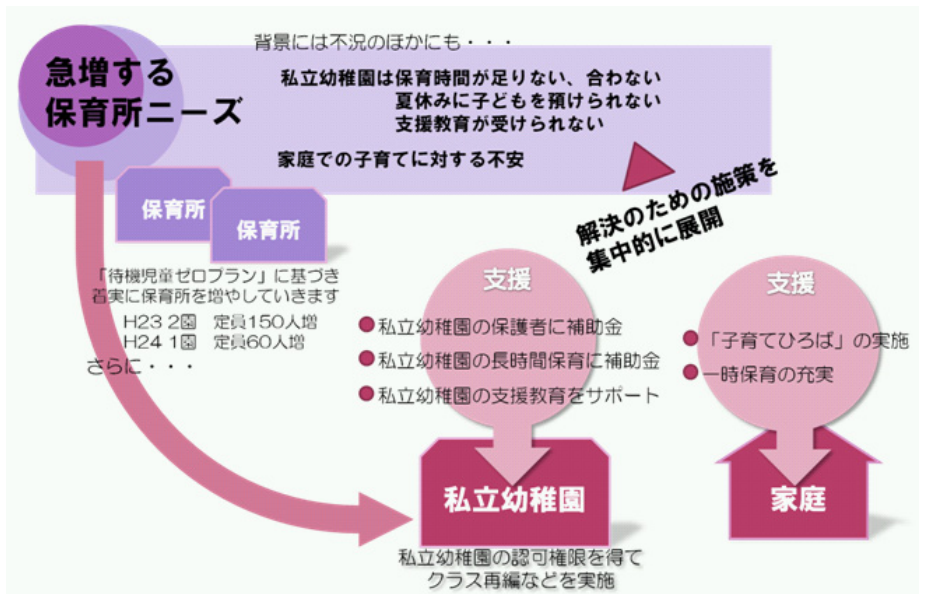 背景には不況のほかにも・・・
急増する
保育所ニーズ
私立幼稚園は保育時間が足りない、合わない
夏休みに子どもを預けられない
支援教育が受けられない
家庭での子育てに対する不安
解決のための施策を
集中的に展開
保育所
保育所
「待機児童ゼロプラン」に基づき
着実に保育所を増やしていきます
H23 2園 定員150人増
H24 1園 定員60人増
さらに・・・
支援
私立幼稚園の保護者に補助金
私立幼稚園の長時間保育に補助金
私立幼稚園の支援教育をサポート
私立幼稚園
私立幼稚園の認可権限を得て
クラス再編などを実施
支援
「子育てひろば」の実施
一時保育の充実
家庭